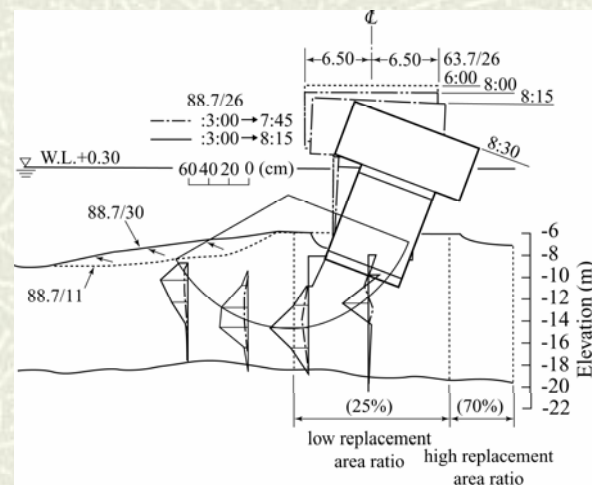 ℄
6.50 6.50 63.7/26
6:00
8:00
8:15
88.7/26
:3:00→7:45
:3:00→8:15
8:30
W.L.+0.30
60 40 20 0 (cm)
88.7/30
88.7/11
-6
-8
-10
-12
-14
-16
-18
-20
-22
Elevation (m)
(25%) (70%)
low replacement
area ratio
high replacement
area ratio